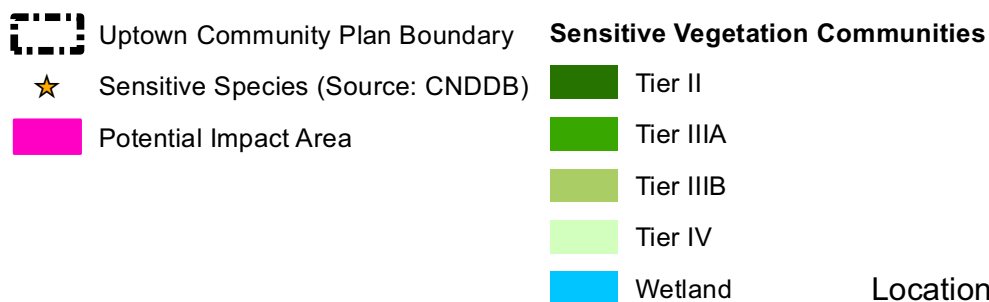 Uptown Community Plan Boundary
Sensitive Species (Source: CNDDB)
Potential Impact Area
Sensitive Vegetation Communities
Tier II
Tier IIIA
Tier IIIB
Tier IV
Wetland
Location